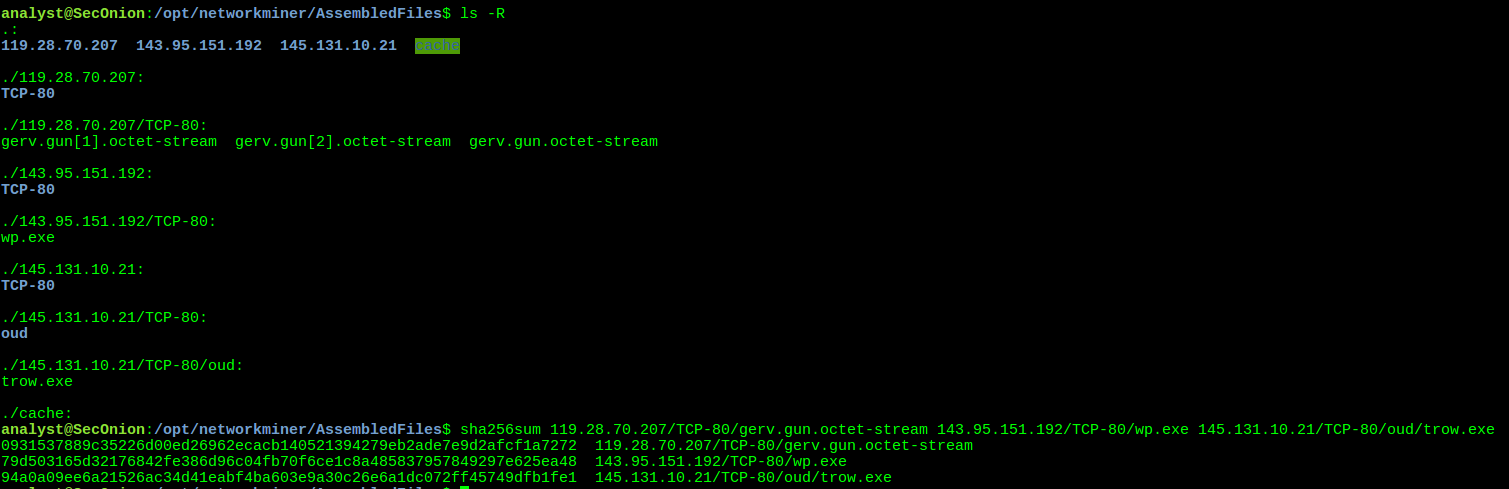 analyst@SecOnion:/opt/networkminer/AssembledFiles$ ls -R
.:
119.28.70.207  143.95.151.192  145.131.10.21  cache
./119.28.70.207:
TCP-80
./119.28.70.207/TCP-80:
gerv.gun[1].octet-stream  gerv.gun[2].octet-stream  gerv.gun.octet-stream
./143.95.151.192:
TCP-80
./143.95.151.192/TCP-80:
wp.exe
./145.131.10.21:
TCP-80
./145.131.10.21/TCP-80:
oud
./145.131.10.21/TCP-80/oud:
trow.exe
./cache:
analyst@SecOnion:/opt/networkminer/AssembledFiles$ sha256sum 119.28.70.207/TCP-80/gerv.gun.octet-stream 143.95.151.192/TCP-80/wp.exe 145.131.10.21/TCP-80/oud/trow.exe
0931537889c35226d00ed26962ecacb140521394279eb2ade7e9d2afcf1a7272  119.28.70.207/TCP-80/gerv.gun.octet-stream
79d503165d32176842fe386d96c04fb70f6ce1c8a485837957849297e625ea48  143.95.151.192/TCP-80/wp.exe
94a0a09ee6a21526ac34d41eabf4ba603e9a30c26e6a1dc072ff45749dfb1fe1  145.131.10.21/TCP-80/oud/trow.exe
analyst@SecOnion:/opt/networkminer/AssembledFiles$